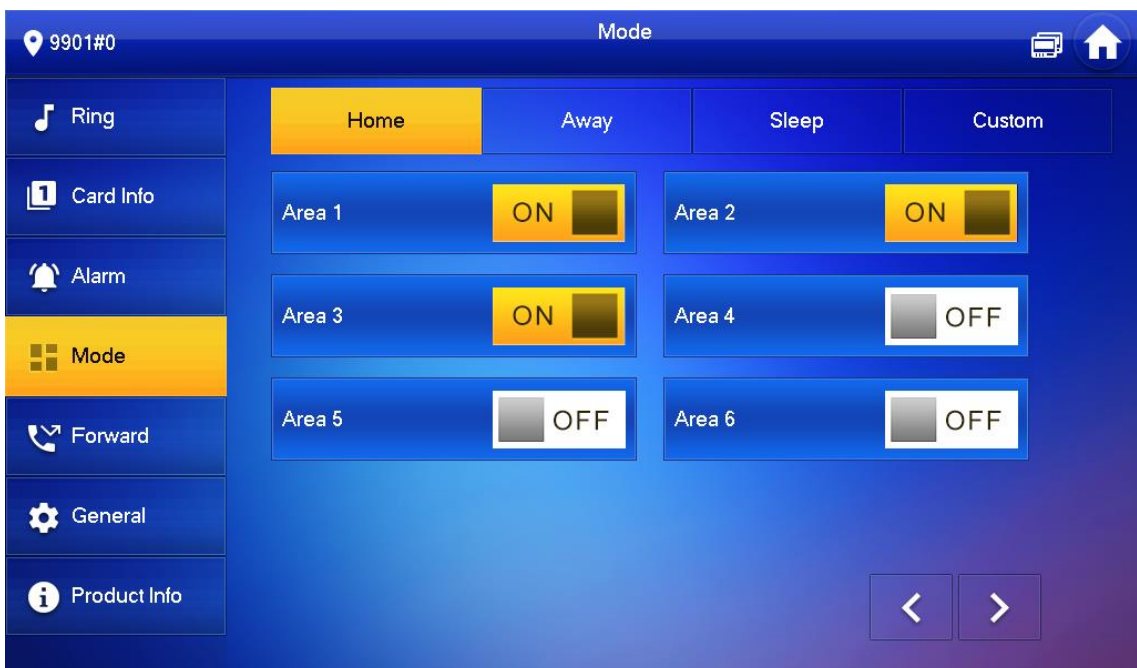 9901#0
Mode
Ring
Card Info
Alarm
Mode
Forward
General
Product Info
Home Away Sleep Custom
Area 1 ON Area 2 ON
Area 3 ON Area 4 OFF
Area 5 OFF Area 6 OFF